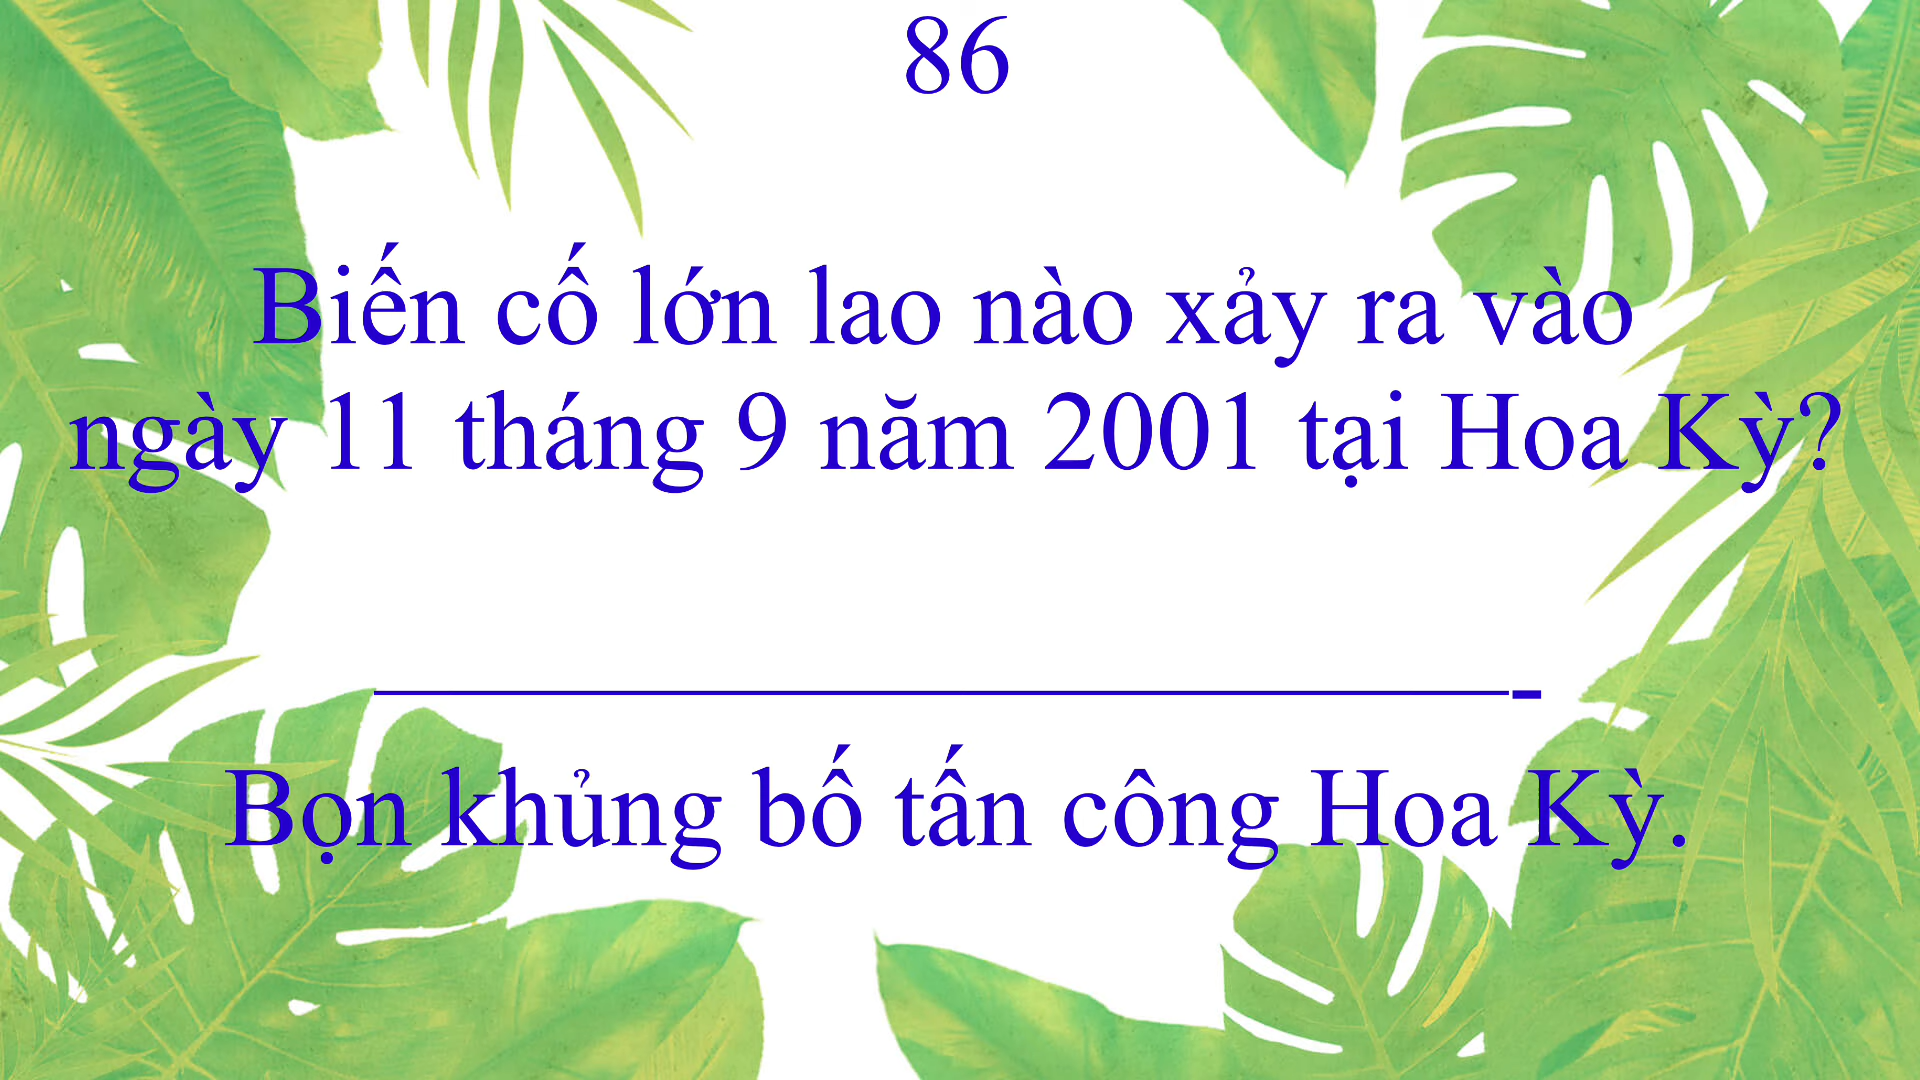 86
Biến cố lớn lao nào xảy ra vào
ngày 11 tháng 9 năm 2001 tại Hoa Kỳ?
Bọn khủng bố tấn công Hoa Kỳ.